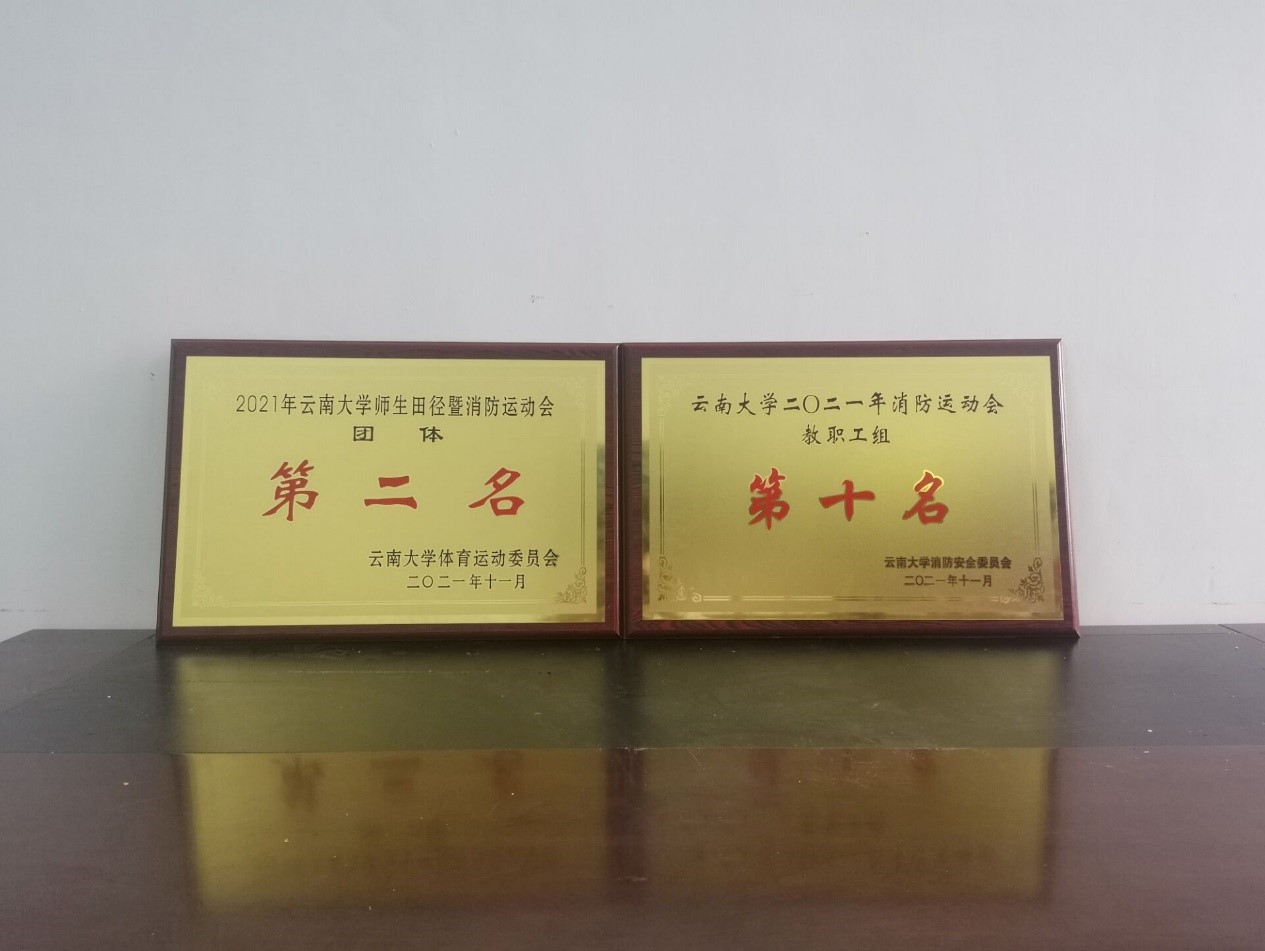 2021年云南大学师生田径暨消防运动会
团 体
第 二 名
云南大学体育运动委员会
二〇二一年十一月
云南大学二〇二一年消防运动会
教职工组
第 十 名
云南大学消防安全委员会
二〇二一年十一月